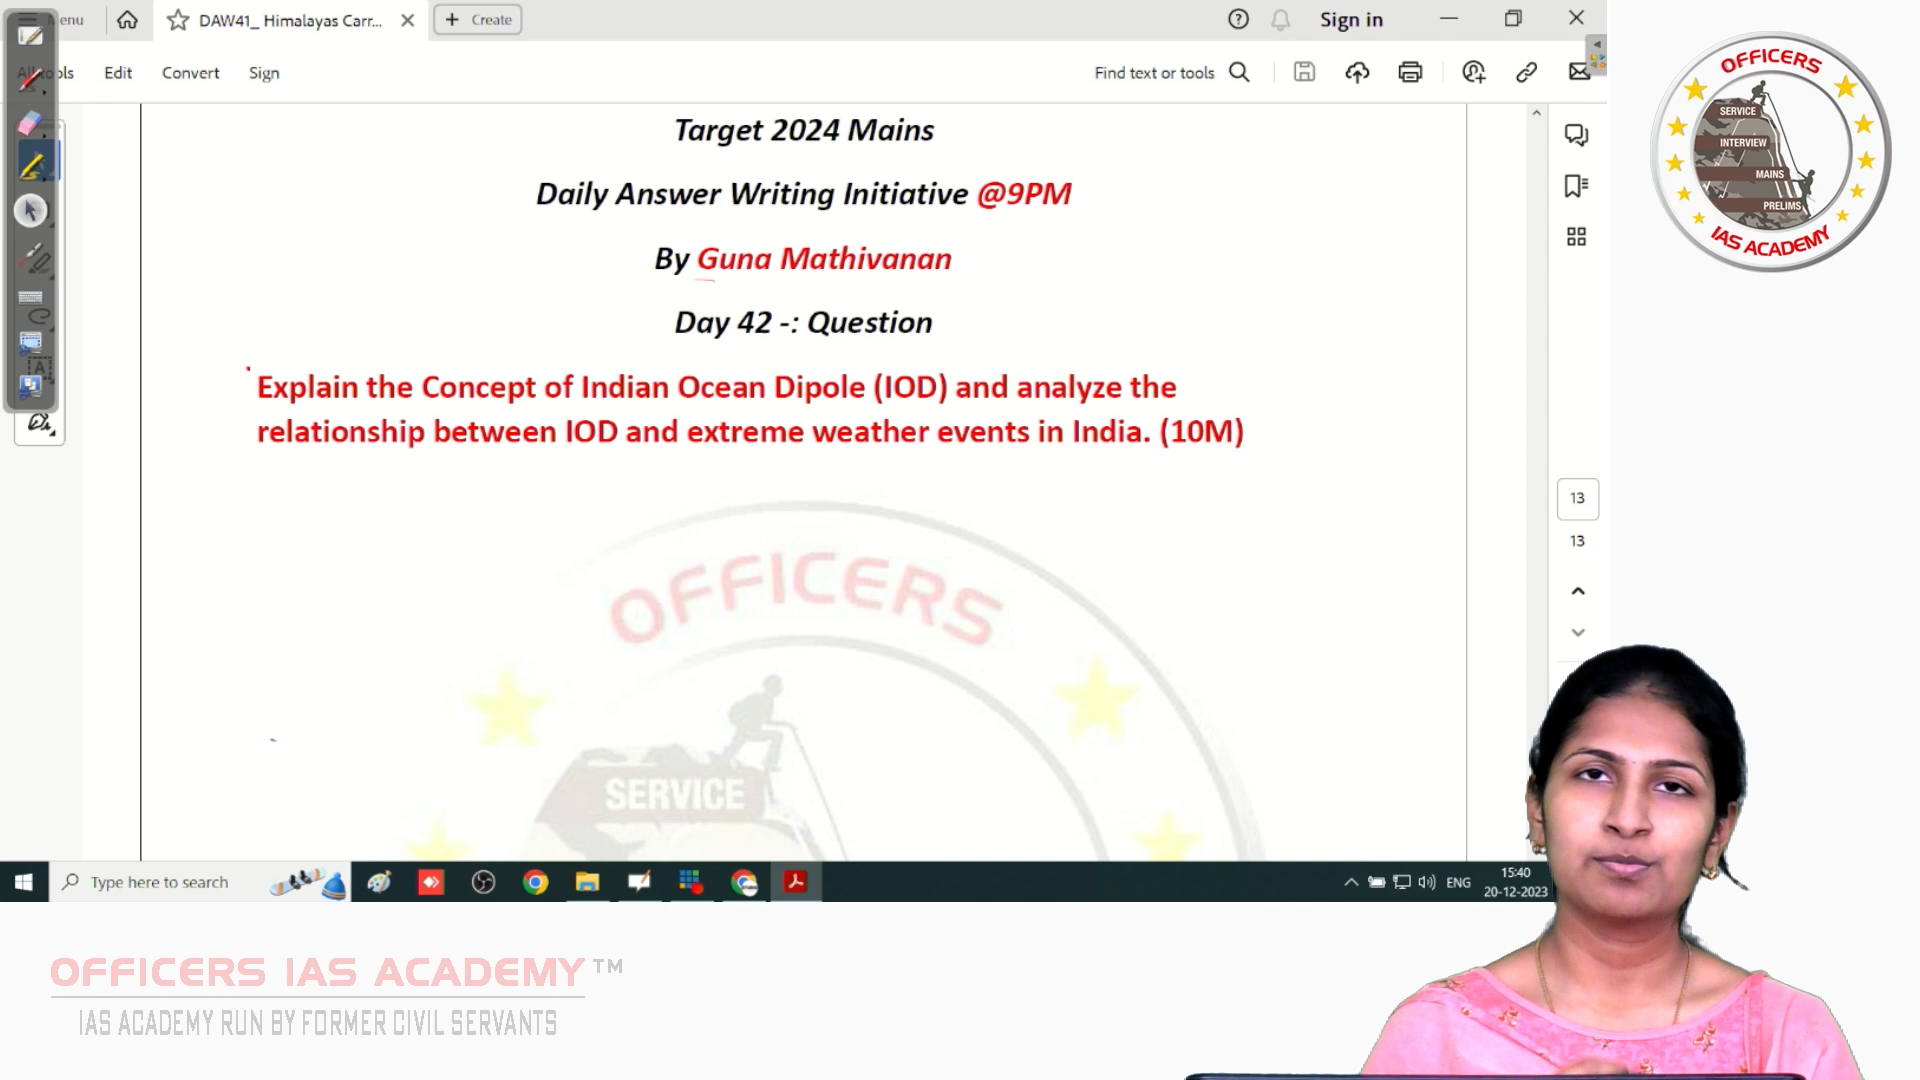 Menu
DAW41_ Himalayas Carr...
Create
Sign in
All tools
Edit
Convert
Sign
Find text or tools
OFFICERS
SERVICE
INTERVIEW
MAINS
PRELIMS
IAS ACADEMY
Target 2024 Mains
Daily Answer Writing Initiative @9PM
By Guna Mathivanan
Day 42 -: Question
Explain the Concept of Indian Ocean Dipole (IOD) and analyze the
relationship between IOD and extreme weather events in India. (10M)
13
13
OFFICERS
SERVICE
Type here to search
ENG
15:40
20-12-2023
OFFICERS IAS ACADEMY™
IAS ACADEMY RUN BY FORMER CIVIL SERVANTS